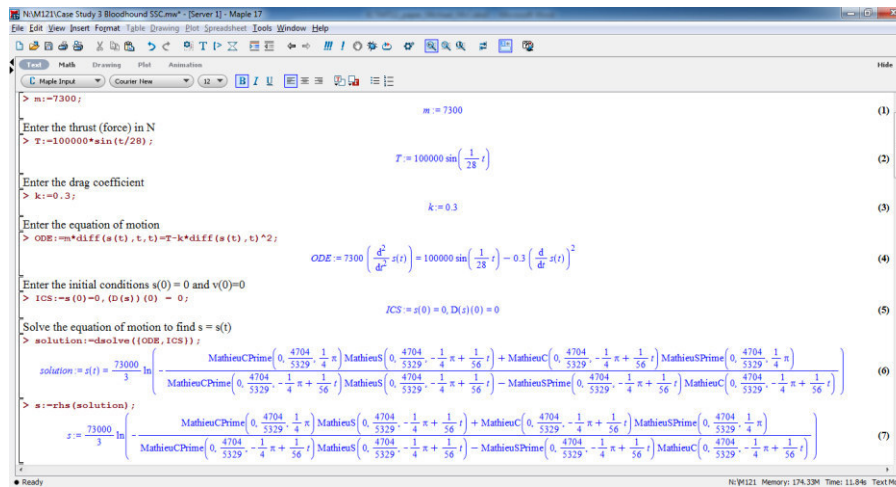 N:\M121\Case Study 3 Bloodhound SSC.mw* - [Server 1] - Maple 17
File Edit View Insert Format Table Drawing Plot Spreadsheet Tools Window Help
Text Math Drawing Plot Animation Hide
C Maple Input Courier New 12 B I U
> m:=7300;
m := 7300 (1)
Enter the thrust (force) in N
> T:=100000*sin(t/28);
T := 100000 sin(1/28 t) (2)
Enter the drag coefficient
> k:=0.3;
k := 0.3 (3)
Enter the equation of motion
> ODE:=m*diff(s(t),t,t)=T-k*diff(s(t),t)^2;
ODE := 7300 (d²/dt² s(t)) = 100000 sin(1/28 t) − 0.3 (d/dt s(t))² (4)
Enter the initial conditions s(0) = 0 and v(0)=0
> ICS:=s(0)=0,(D(s))(0) = 0;
ICS := s(0) = 0, D(s)(0) = 0 (5)
Solve the equation of motion to find s = s(t)
> solution:=dsolve({ODE,ICS});
solution := s(t) = 73000/3 ln(−(MathieuCPrime(0, 4704/5329, 1/4 π) MathieuS(0, 4704/5329, −1/4 π + 1/56 t) + MathieuC(0, 4704/5329, −1/4 π + 1/56 t) MathieuSPrime(0, 4704/5329, 1/4 π))/(MathieuCPrime(0, 4704/5329, −1/4 π + 1/56 t) MathieuS(0, 4704/5329, −1/4 π + 1/56 t) − MathieuSPrime(0, 4704/5329, −1/4 π + 1/56 t) MathieuC(0, 4704/5329, −1/4 π + 1/56 t))) (6)
> s:=rhs(solution);
s := 73000/3 ln(−(MathieuCPrime(0, 4704/5329, 1/4 π) MathieuS(0, 4704/5329, −1/4 π + 1/56 t) + MathieuC(0, 4704/5329, −1/4 π + 1/56 t) MathieuSPrime(0, 4704/5329, 1/4 π))/(MathieuCPrime(0, 4704/5329, −1/4 π + 1/56 t) MathieuS(0, 4704/5329, −1/4 π + 1/56 t) − MathieuSPrime(0, 4704/5329, −1/4 π + 1/56 t) MathieuC(0, 4704/5329, −1/4 π + 1/56 t))) (7)
Ready N:\M121 Memory: 174.33M Time: 11.84s Text Mo